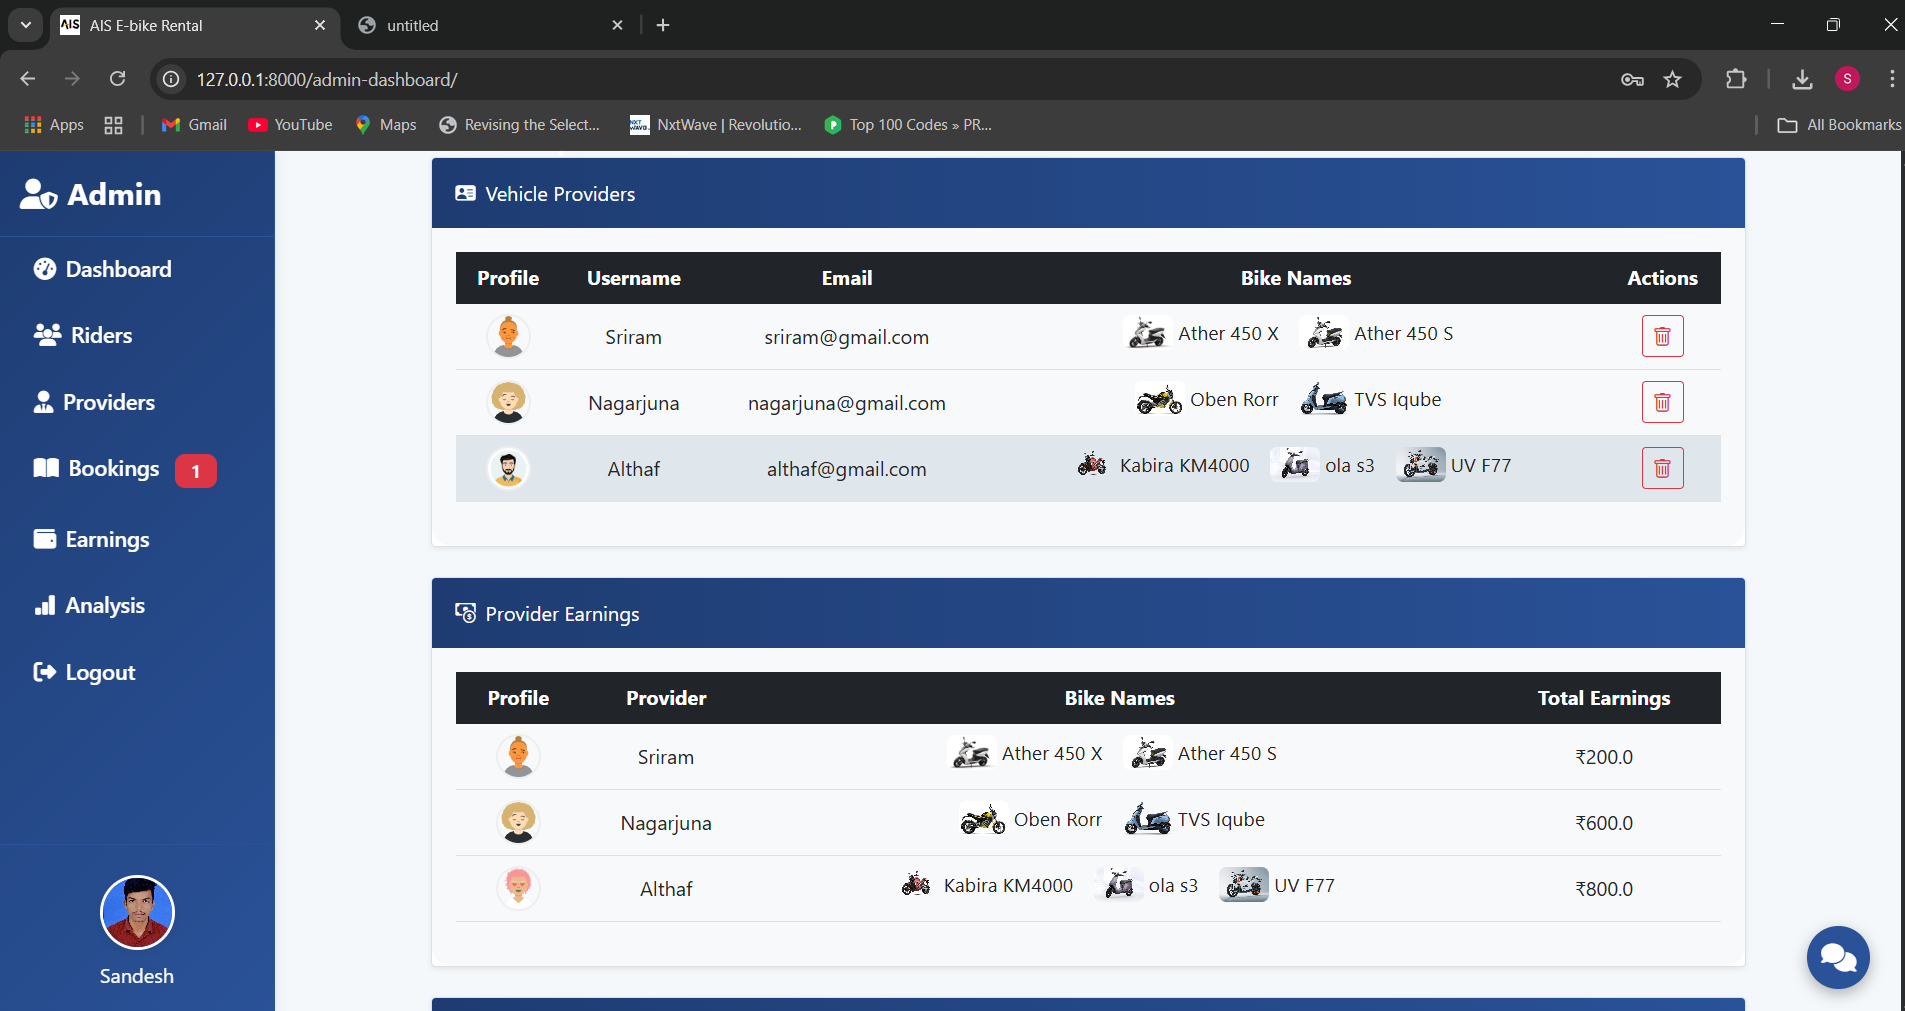 AIS AIS E-bike Rental
untitled
127.0.0.1:8000/admin-dashboard/
S
Apps
Gmail
YouTube
Maps
Revising the Select...
NXT WAVE NxtWave | Revolutio...
Top 100 Codes » PR...
All Bookmarks
Admin
Dashboard
Riders
Providers
Bookings 1
Earnings
Analysis
Logout
Sandesh
Vehicle Providers
Profile Username Email Bike Names Actions
Sriram sriram@gmail.com Ather 450 X Ather 450 S
Nagarjuna nagarjuna@gmail.com Oben Rorr TVS Iqube
Althaf althaf@gmail.com Kabira KM4000 ola s3 UV F77
Provider Earnings
Profile Provider Bike Names Total Earnings
Sriram Ather 450 X Ather 450 S ₹200.0
Nagarjuna Oben Rorr TVS Iqube ₹600.0
Althaf Kabira KM4000 ola s3 UV F77 ₹800.0